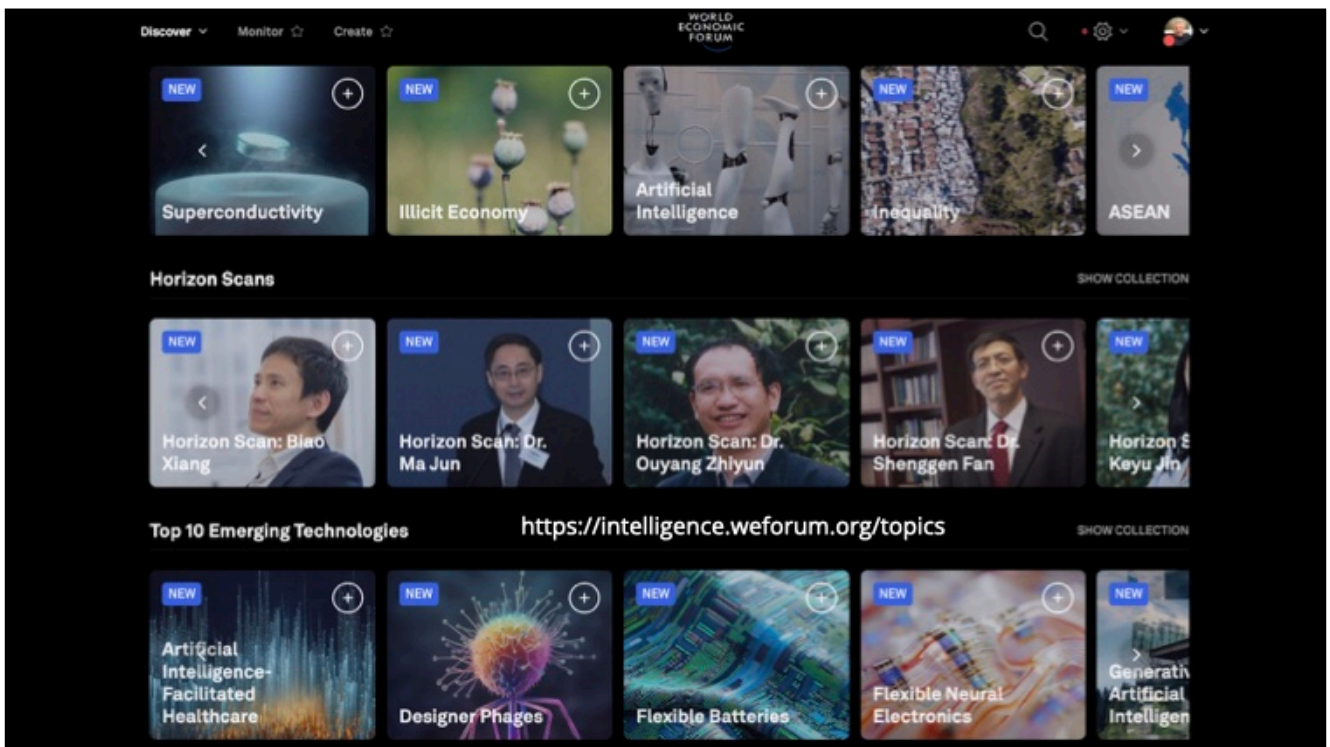 Discover
Monitor
Create
WORLD
ECONOMIC
FORUM
NEW
Superconductivity
NEW
Illicit Economy
Artificial
Intelligence
NEW
Inequality
NEW
ASEAN
Horizon Scans
SHOW COLLECTION
NEW
Horizon Scan: Biao
Xiang
NEW
Horizon Scan: Dr.
Ma Jun
NEW
Horizon Scan: Dr.
Ouyang Zhiyun
NEW
Horizon Scan: Dr.
Shenggen Fan
NEW
Horizon S
Keyu Jin
Top 10 Emerging Technologies
https://intelligence.weforum.org/topics
SHOW COLLECTION
NEW
Artificial
Intelligence-
Facilitated
Healthcare
NEW
Designer Phages
NEW
Flexible Batteries
NEW
Flexible Neural
Electronics
NEW
Generativ
Artificial
Intelligen